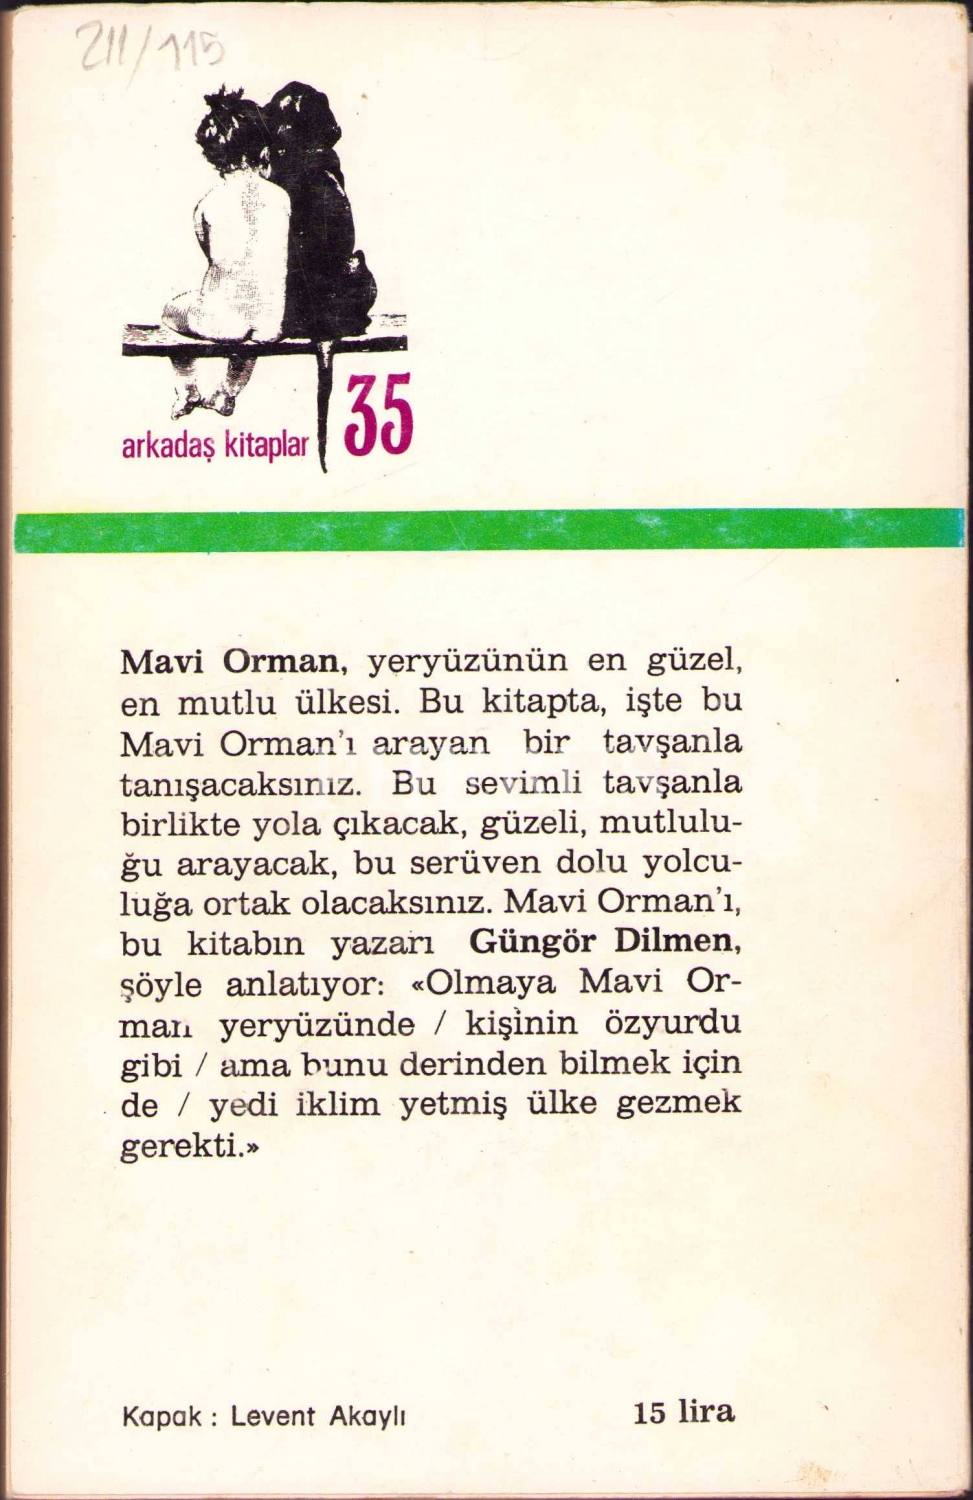 211/115
arkadaş kitaplar 35
Mavi Orman, yeryüzünün en güzel,
en mutlu ülkesi. Bu kitapta, işte bu
Mavi Orman'ı arayan bir tavşanla
tanışacaksınız. Bu sevimli tavşanla
birlikte yola çıkacak, güzeli, mutlulu-
ğu arayacak, bu serüven dolu yolcu-
luğa ortak olacaksınız. Mavi Orman'ı,
bu kitabın yazarı Güngör Dilmen,
şöyle anlatıyor: «Olmaya Mavi Or-
man yeryüzünde / kişinin özyurdu
gibi / ama bunu derinden bilmek için
de / yedi iklim yetmiş ülke gezmek
gerekti.»
Kapak : Levent Akaylı
15 lira